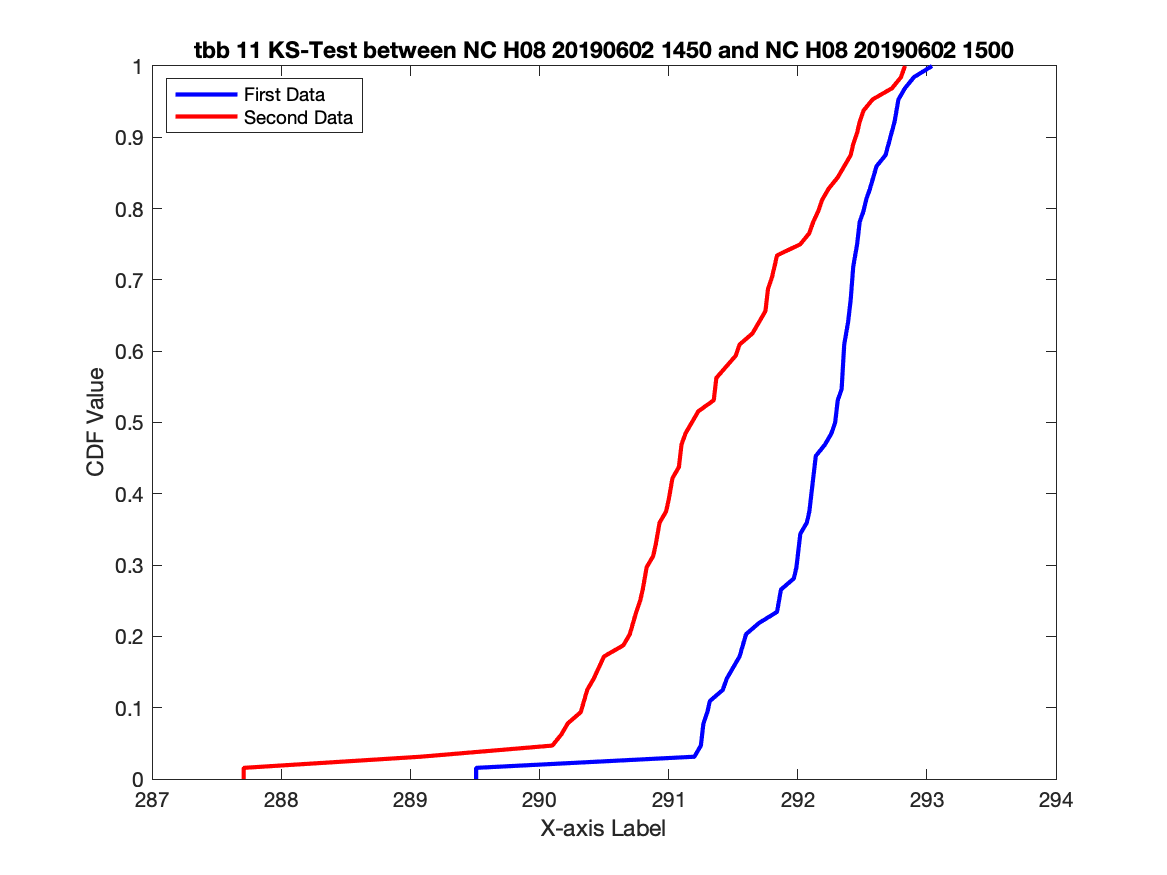 tbb 11 KS-Test between NC H08 20190602 1450 and NC H08 20190602 1500
First Data
Second Data
1
0.9
0.8
0.7
0.6
0.5
0.4
0.3
0.2
0.1
0
CDF Value
287 288 289 290 291 292 293 294
X-axis Label